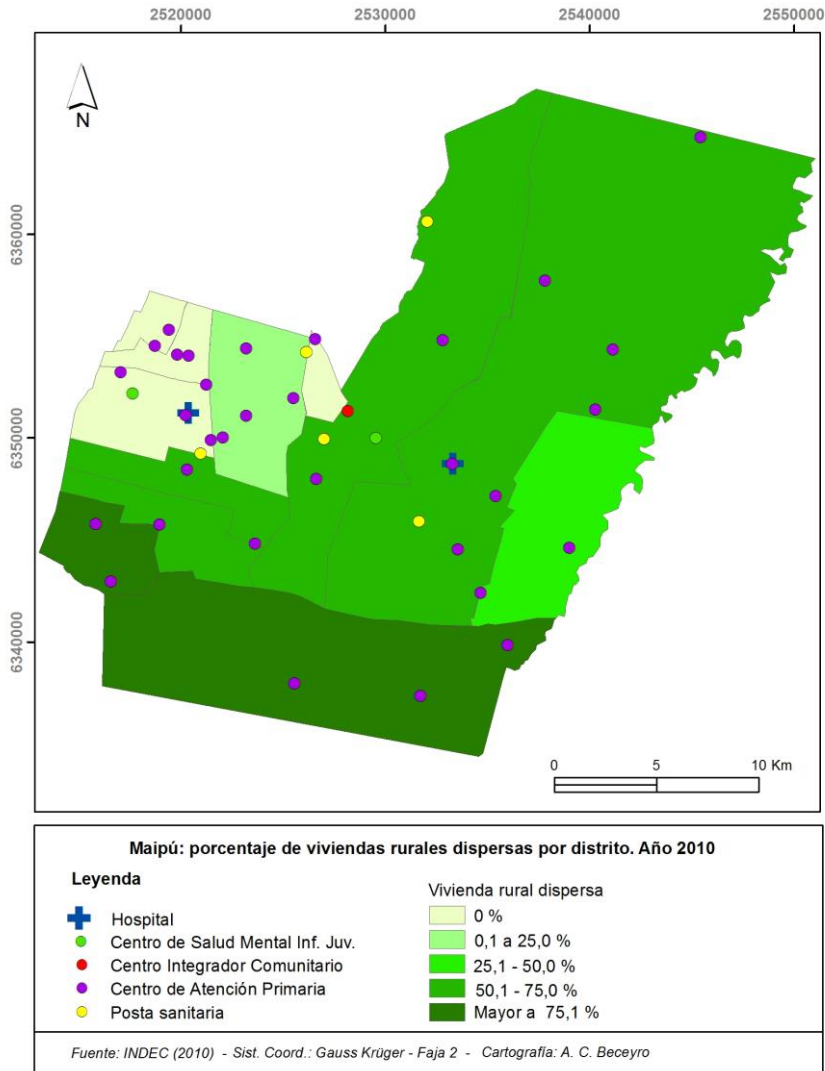 2520000 2530000 2540000 2550000
N
6360000
6350000
6340000
0 5 10 Km
Maipú: porcentaje de viviendas rurales dispersas por distrito. Año 2010
Leyenda
Hospital
Centro de Salud Mental Inf. Juv.
Centro Integrador Comunitario
Centro de Atención Primaria
Posta sanitaria
Vivienda rural dispersa
0 %
0,1 a 25,0 %
25,1 - 50,0 %
50,1 - 75,0 %
Mayor a 75,1 %
Fuente: INDEC (2010) - Sist. Coord.: Gauss Krüger - Faja 2 - Cartografía: A. C. Beceyro